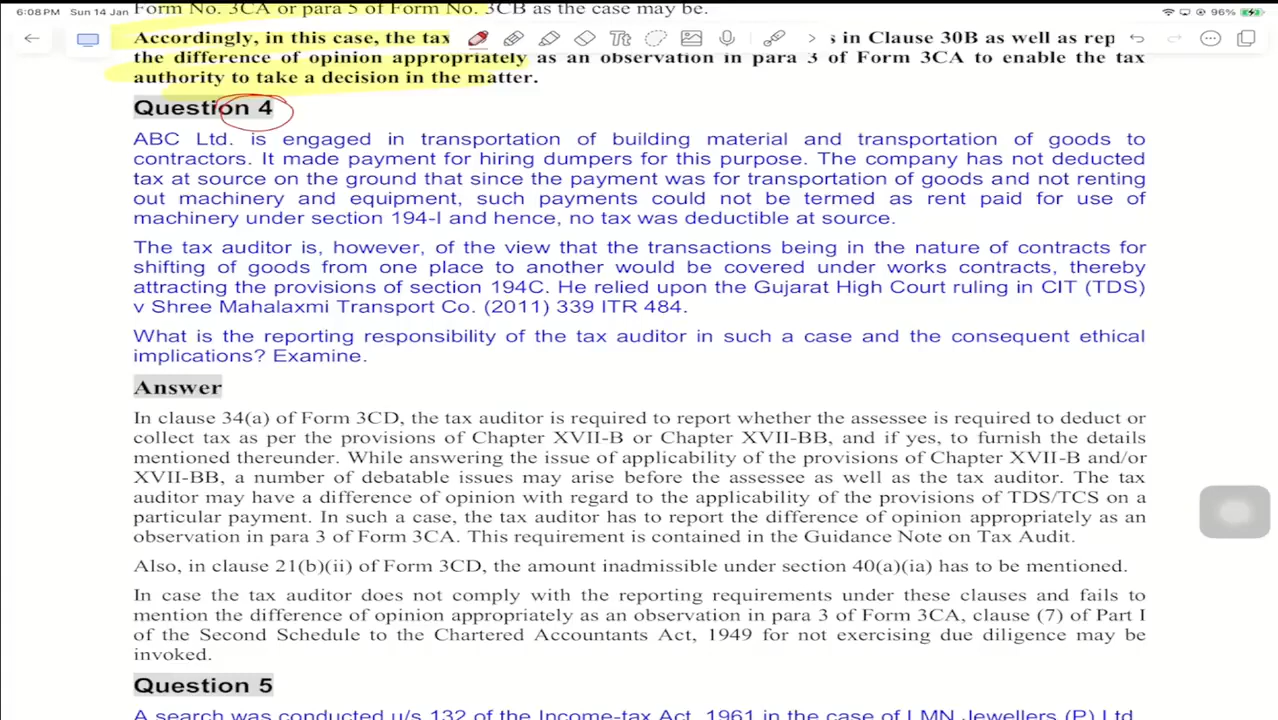 Form No. 3CA or para 5 of Form No. 3CB as the case may be.
6:08 PM Sun 14 Jan
96%
Accordingly, in this case, the tax
s in Clause 30B as well as rep
the difference of opinion appropriately as an observation in para 3 of Form 3CA to enable the tax
authority to take a decision in the matter.
Question 4
ABC Ltd. is engaged in transportation of building material and transportation of goods to
contractors. It made payment for hiring dumpers for this purpose. The company has not deducted
tax at source on the ground that since the payment was for transportation of goods and not renting
out machinery and equipment, such payments could not be termed as rent paid for use of
machinery under section 194-I and hence, no tax was deductible at source.
The tax auditor is, however, of the view that the transactions being in the nature of contracts for
shifting of goods from one place to another would be covered under works contracts, thereby
attracting the provisions of section 194C. He relied upon the Gujarat High Court ruling in CIT (TDS)
v Shree Mahalaxmi Transport Co. (2011) 339 ITR 484.
What is the reporting responsibility of the tax auditor in such a case and the consequent ethical
implications? Examine.
Answer
In clause 34(a) of Form 3CD, the tax auditor is required to report whether the assessee is required to deduct or
collect tax as per the provisions of Chapter XVII-B or Chapter XVII-BB, and if yes, to furnish the details
mentioned thereunder. While answering the issue of applicability of the provisions of Chapter XVII-B and/or
XVII-BB, a number of debatable issues may arise before the assessee as well as the tax auditor. The tax
auditor may have a difference of opinion with regard to the applicability of the provisions of TDS/TCS on a
particular payment. In such a case, the tax auditor has to report the difference of opinion appropriately as an
observation in para 3 of Form 3CA. This requirement is contained in the Guidance Note on Tax Audit.
Also, in clause 21(b)(ii) of Form 3CD, the amount inadmissible under section 40(a)(ia) has to be mentioned.
In case the tax auditor does not comply with the reporting requirements under these clauses and fails to
mention the difference of opinion appropriately as an observation in para 3 of Form 3CA, clause (7) of Part I
of the Second Schedule to the Chartered Accountants Act, 1949 for not exercising due diligence may be
invoked.
Question 5
A search was conducted u/s 132 of the Income-tax Act, 1961 in the case of LMN Jewellers (P) Ltd.